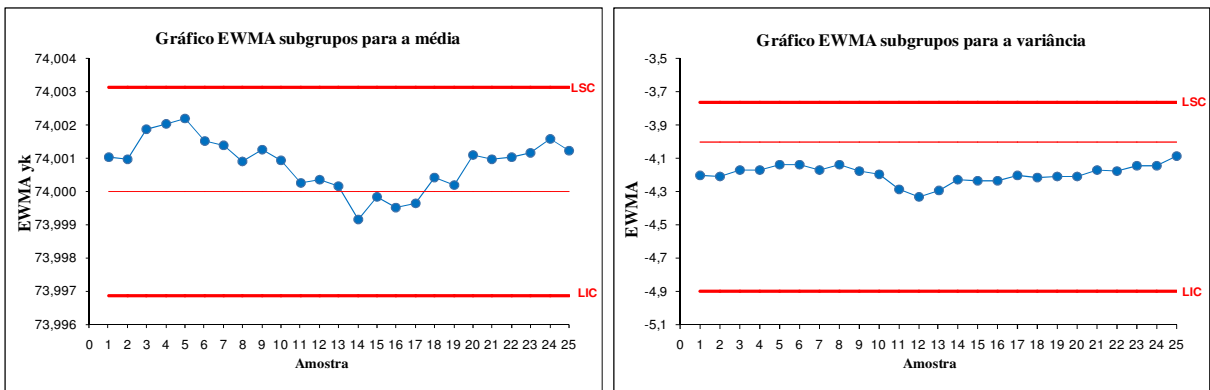 Gráfico EWMA subgrupos para a média
74,004
74,003
74,002
74,001
74,000
73,999
73,998
73,997
73,996
EWMA yk
LSC
LIC
0 1 2 3 4 5 6 7 8 9 10 11 12 13 14 15 16 17 18 19 20 21 22 23 24 25
Amostra
Gráfico EWMA subgrupos para a variância
-3,5
-3,7
-3,9
-4,1
-4,3
-4,5
-4,7
-4,9
-5,1
EWMA
LSC
LIC
0 1 2 3 4 5 6 7 8 9 10 11 12 13 14 15 16 17 18 19 20 21 22 23 24 25
Amostra